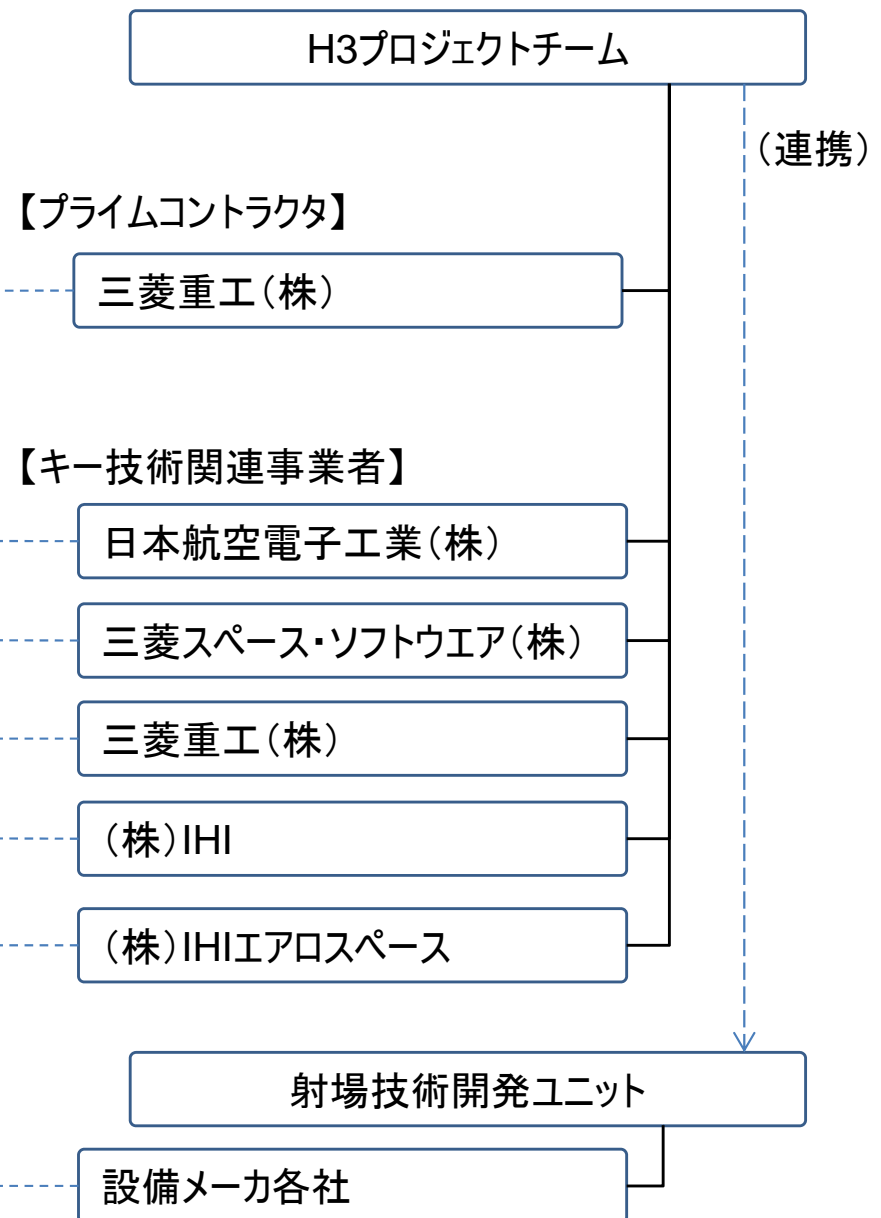 H3プロジェクトチーム
（連携）
【プライムコントラクタ】
三菱重工（株）
【キー技術関連事業者】
日本航空電子工業（株）
三菱スペース・ソフトウエア（株）
三菱重工（株）
（株）IHI
（株）IHIエアロスペース
射場技術開発ユニット
設備メーカ各社